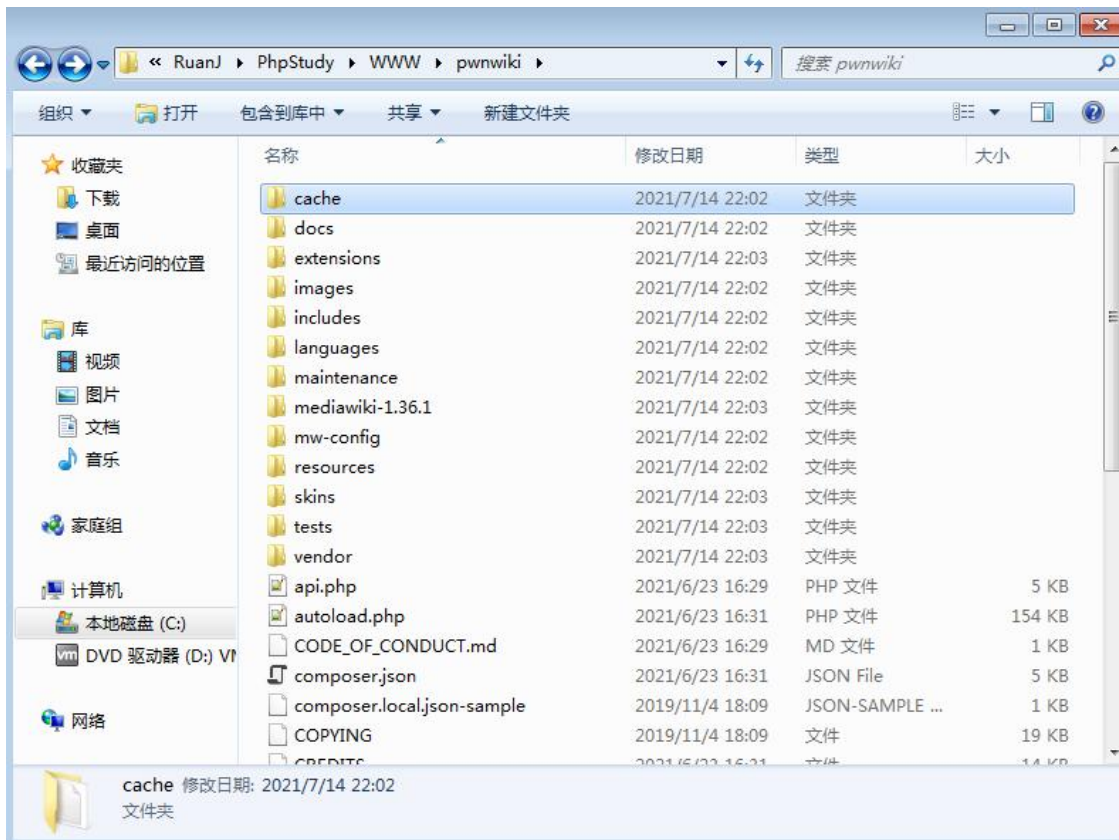 « RuanJ ▸ PhpStudy ▸ WWW ▸ pwnwiki ▸ 搜索 pwnwiki
组织 打开 包含到库中 共享 新建文件夹
名称 修改日期 类型 大小
收藏夹
下载
桌面
最近访问的位置
库
视频
图片
文档
音乐
家庭组
计算机
本地磁盘 (C:)
vm DVD 驱动器 (D:)
网络
cache 2021/7/14 22:02 文件夹
docs 2021/7/14 22:02 文件夹
extensions 2021/7/14 22:03 文件夹
images 2021/7/14 22:02 文件夹
includes 2021/7/14 22:02 文件夹
languages 2021/7/14 22:02 文件夹
maintenance 2021/7/14 22:02 文件夹
mediawiki-1.36.1 2021/7/14 22:03 文件夹
mw-config 2021/7/14 22:02 文件夹
resources 2021/7/14 22:02 文件夹
skins 2021/7/14 22:03 文件夹
tests 2021/7/14 22:03 文件夹
vendor 2021/7/14 22:03 文件夹
api.php 2021/6/23 16:29 PHP 文件 5 KB
autoload.php 2021/6/23 16:31 PHP 文件 154 KB
CODE_OF_CONDUCT.md 2021/6/23 16:29 MD 文件 1 KB
composer.json 2021/6/23 16:31 JSON File 5 KB
composer.local.json-sample 2019/11/4 18:09 JSON-SAMPLE ... 1 KB
COPYING 2019/11/4 18:09 文件 19 KB
CREDITS 2021/6/23 16:31 文件 14 KB
cache 修改日期: 2021/7/14 22:02
文件夹